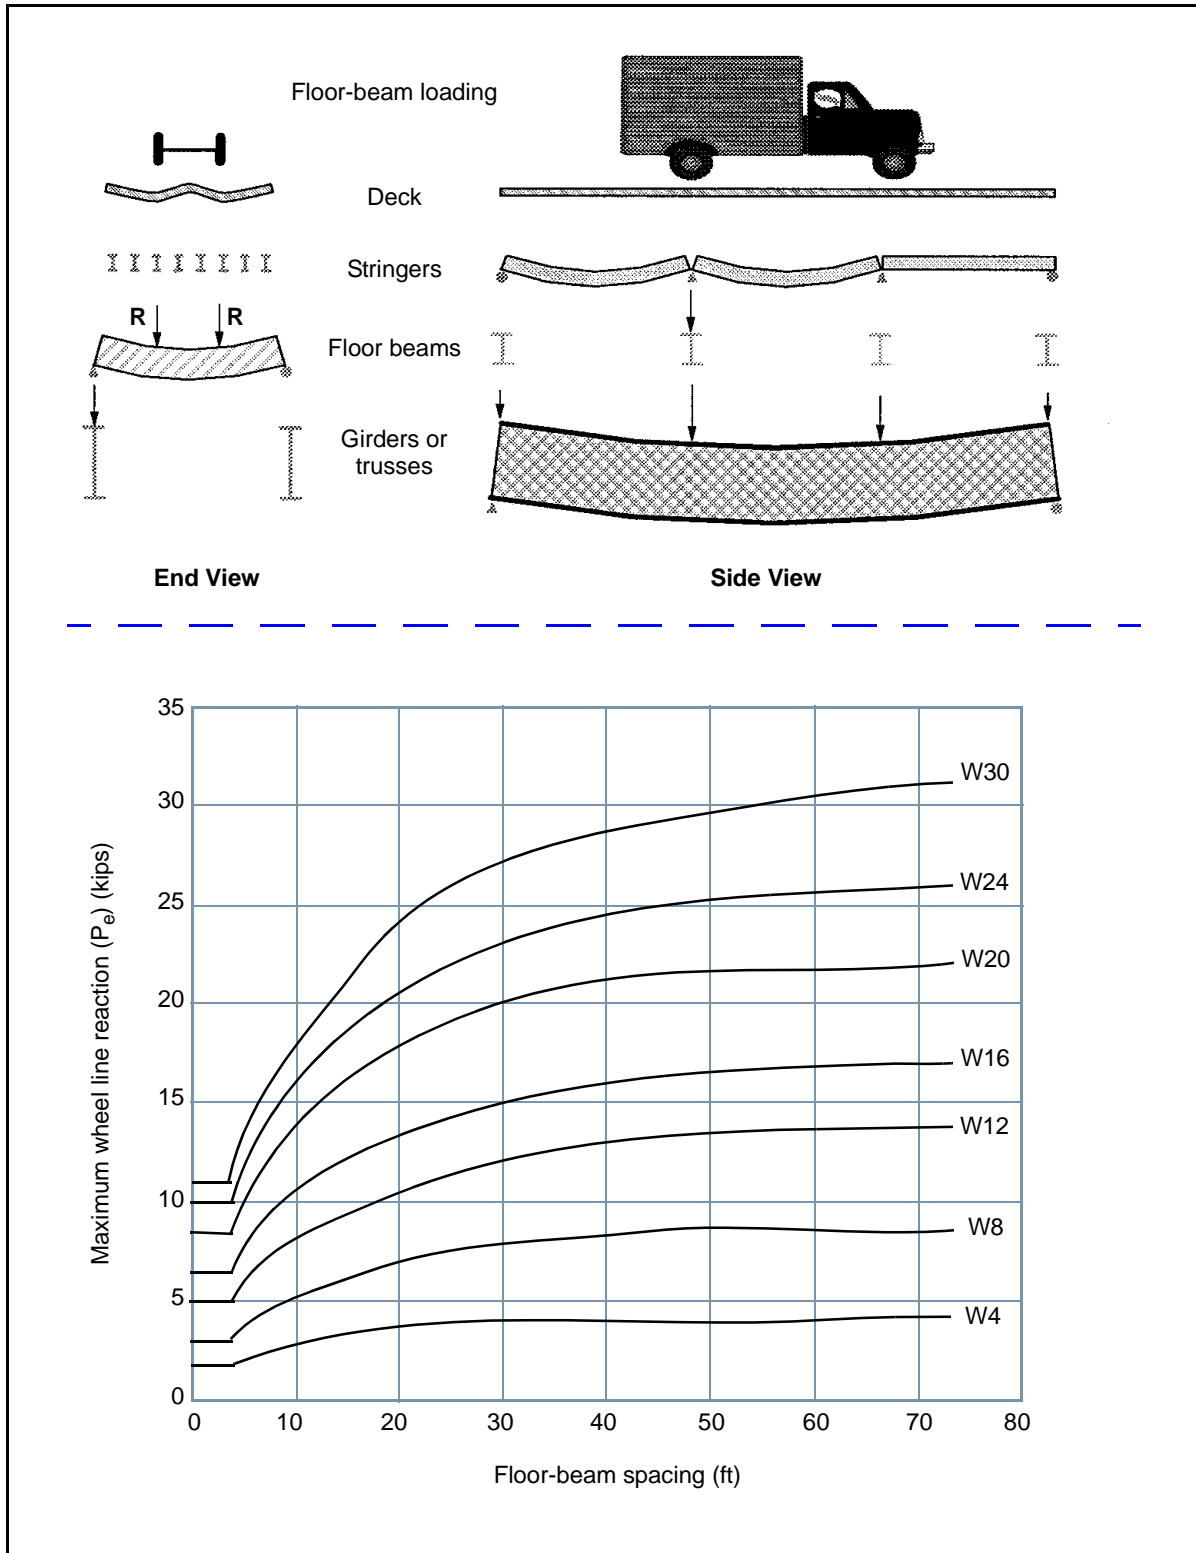 Floor-beam loading
Deck
Stringers
R R
Floor beams
Girders or
trusses
End View
Side View
35
30
25
20
15
10
5
0
Maximum wheel line reaction (Pe) (kips)
W30
W24
W20
W16
W12
W8
W4
0 10 20 30 40 50 60 70 80
Floor-beam spacing (ft)